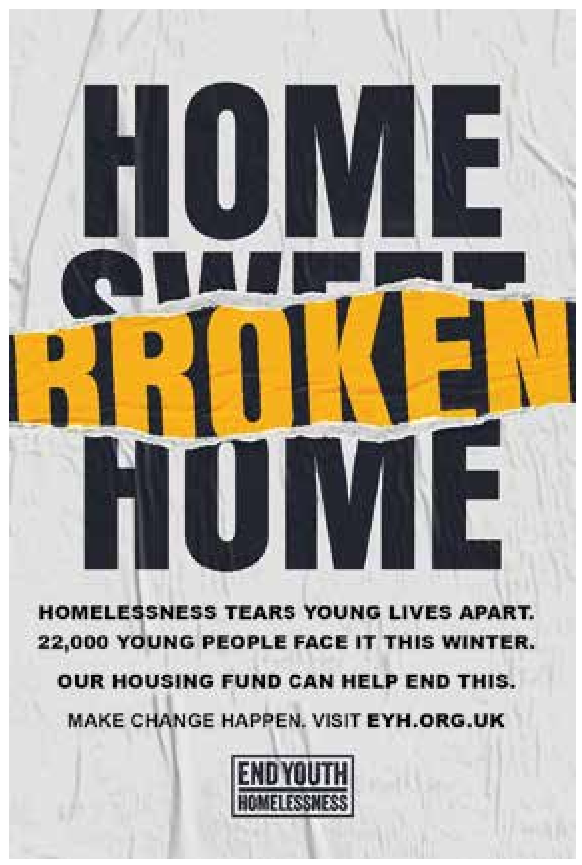 HOME
SWEET
BROKEN
HOME
HOMELESSNESS TEARS YOUNG LIVES APART.
22,000 YOUNG PEOPLE FACE IT THIS WINTER.
OUR HOUSING FUND CAN HELP END THIS.
MAKE CHANGE HAPPEN. VISIT EYH.ORG.UK
END YOUTH
HOMELESSNESS